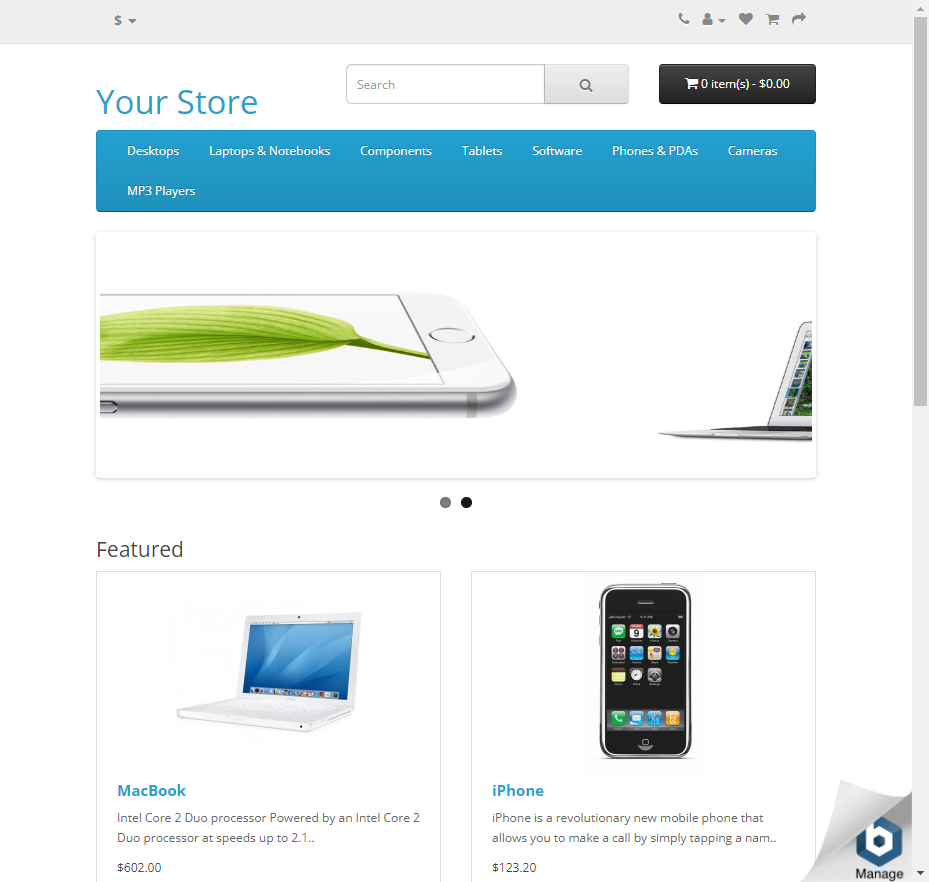 $
Your Store
Search
0 item(s) - $0.00
Desktops
Laptops & Notebooks
Components
Tablets
Software
Phones & PDAs
Cameras
MP3 Players
Featured
MacBook
Intel Core 2 Duo processor Powered by an Intel Core 2
Duo processor at speeds up to 2.1..
$602.00
iPhone
iPhone is a revolutionary new mobile phone that
allows you to make a call by simply tapping a nam..
$123.20
Manage